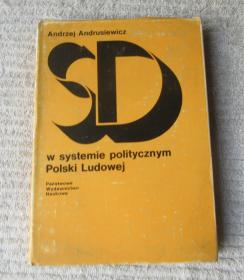 Andrzej Andrusiewicz
SD
w systemie politycznym
Polski Ludowej
Państwowe
Wydawnictwo
Naukowe